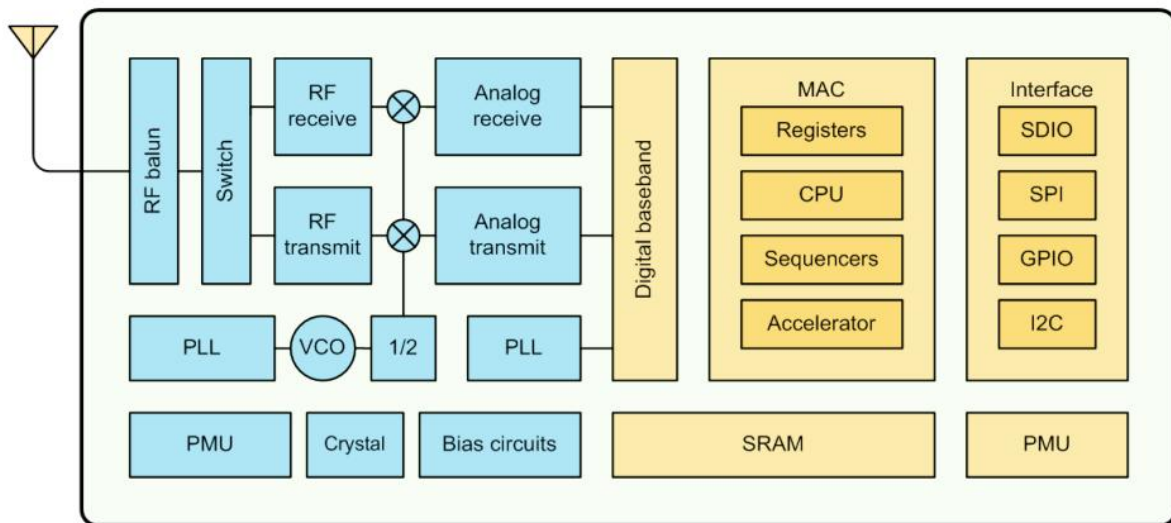 RF balun
Switch
RF
receive
Analog
receive
RF
transmit
Analog
transmit
PLL
VCO
1/2
PLL
Digital baseband
MAC
Registers
CPU
Sequencers
Accelerator
Interface
SDIO
SPI
GPIO
I2C
PMU
Crystal
Bias circuits
SRAM
PMU